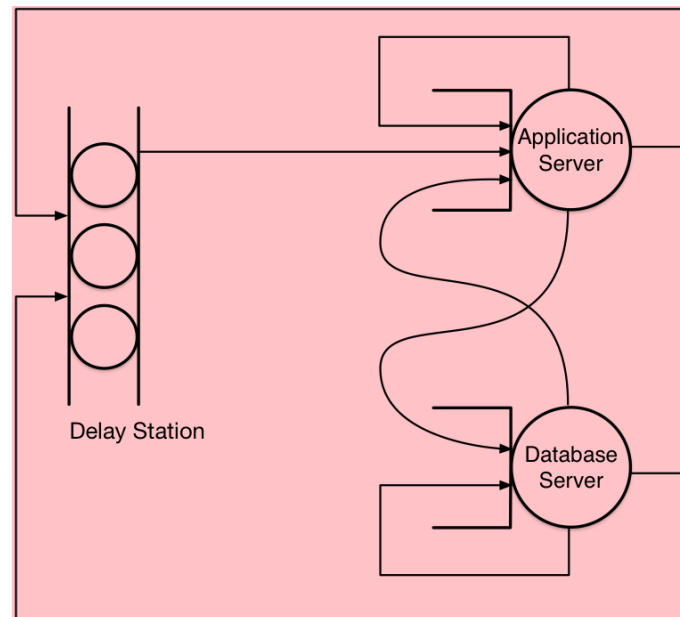 Application
Server
Delay Station
Database
Server